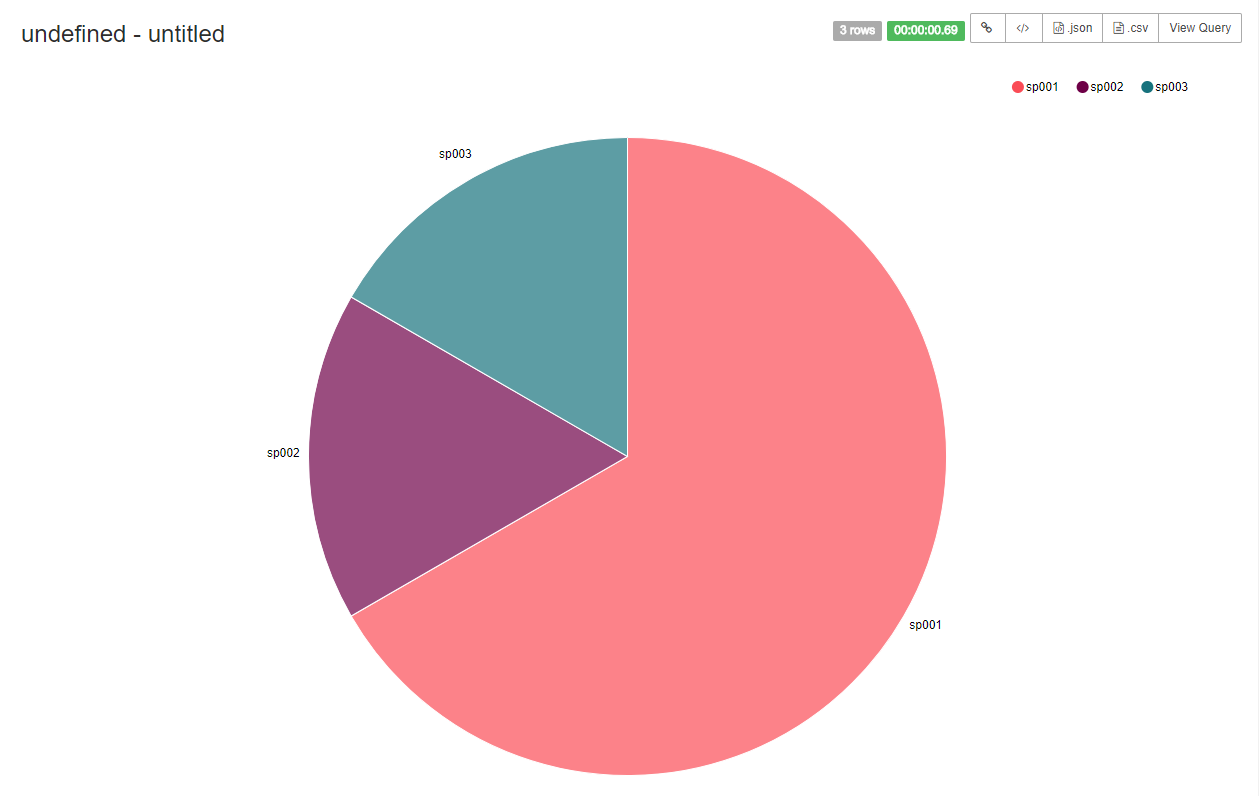 undefined - untitled
3 rows 00:00:00.69 </> .json .csv View Query
sp001 sp002 sp003
sp003
sp002
sp001